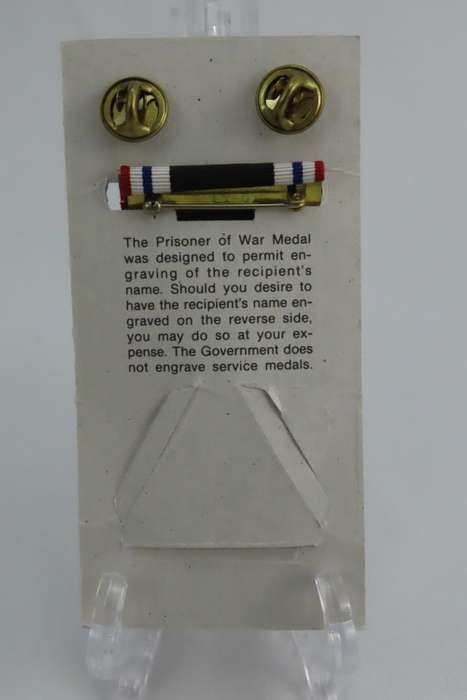 The Prisoner of War Medal
was designed to permit en-
graving of the recipient's
name. Should you desire to
have the recipient's name en-
graved on the reverse side,
you may do so at your ex-
pense. The Government does
not engrave service medals.